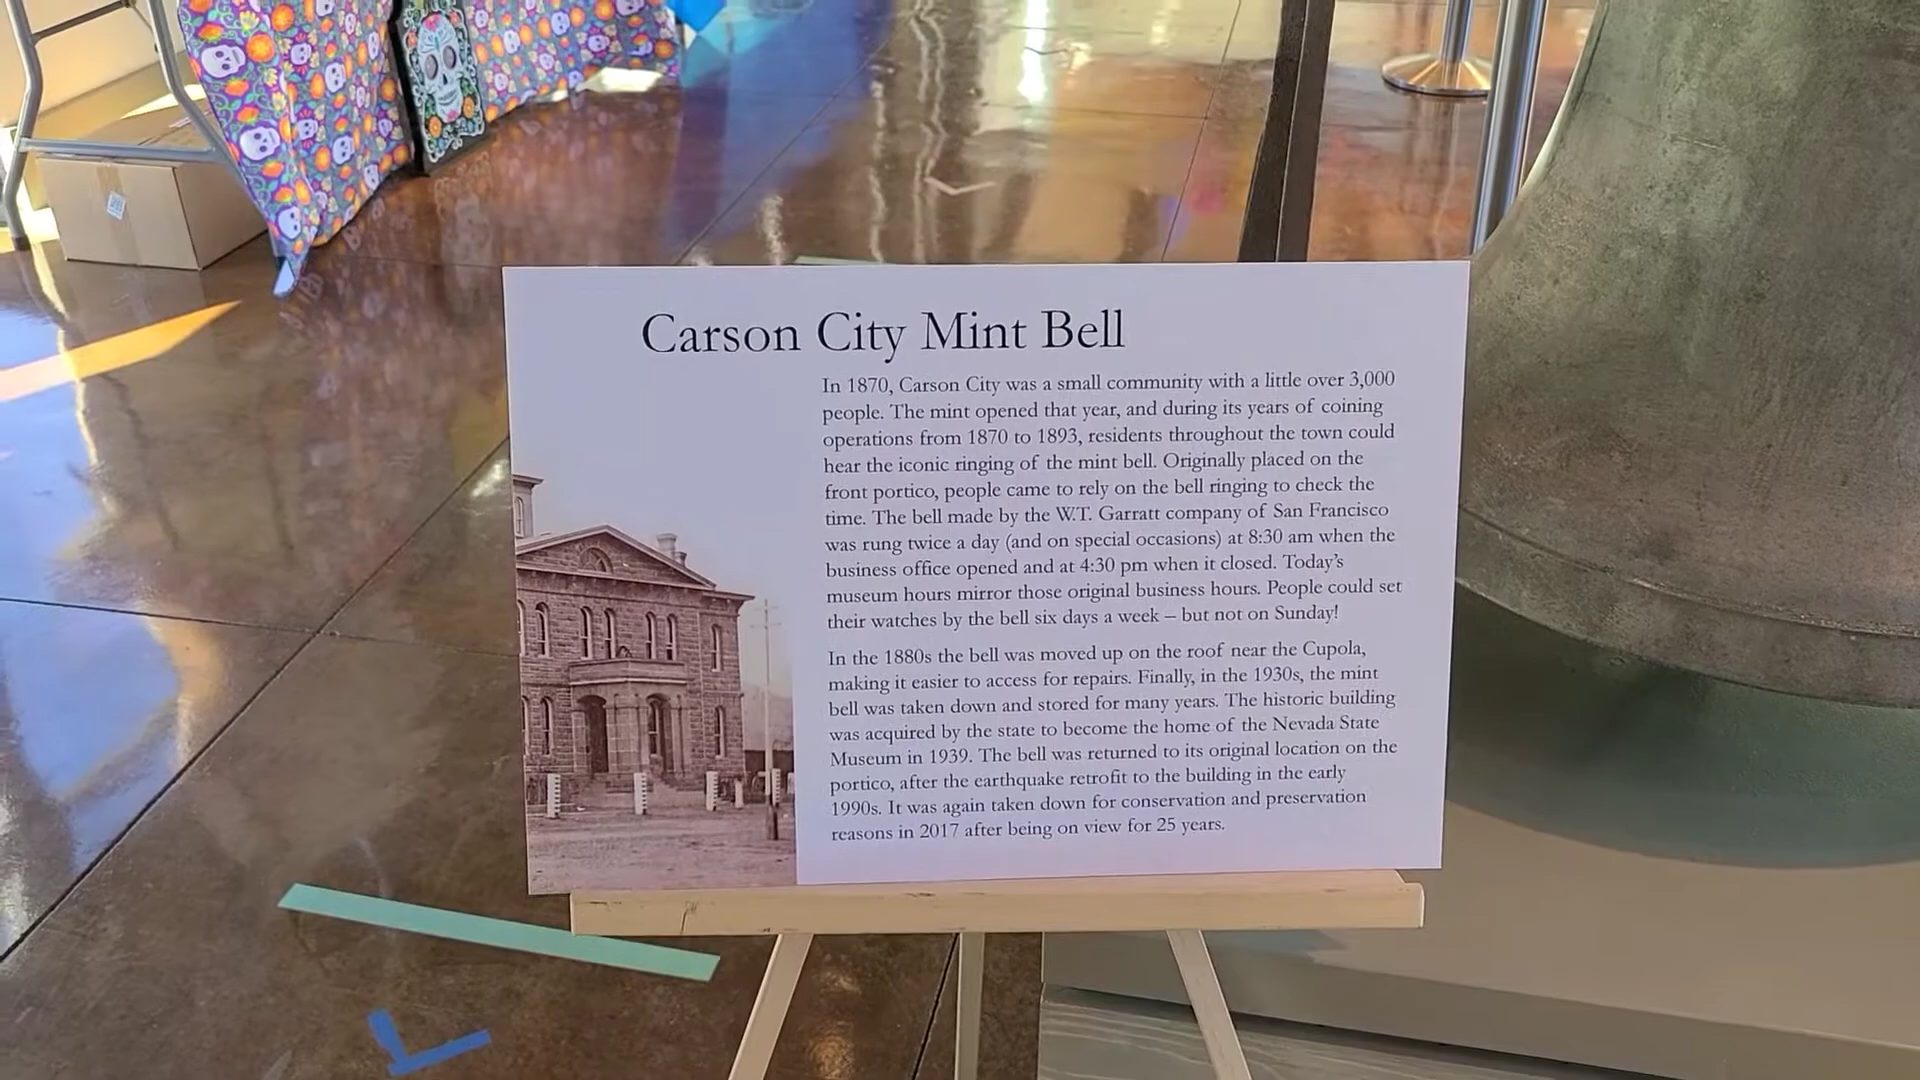 Carson City Mint Bell
In 1870, Carson City was a small community with a little over 3,000
people. The mint opened that year, and during its years of coining
operations from 1870 to 1893, residents throughout the town could
hear the iconic ringing of the mint bell. Originally placed on the
front portico, people came to rely on the bell ringing to check the
time. The bell made by the W.T. Garratt company of San Francisco
was rung twice a day (and on special occasions) at 8:30 am when the
business office opened and at 4:30 pm when it closed. Today's
museum hours mirror those original business hours. People could set
their watches by the bell six days a week – but not on Sunday!
In the 1880s the bell was moved up on the roof near the Cupola,
making it easier to access for repairs. Finally, in the 1930s, the mint
bell was taken down and stored for many years. The historic building
was acquired by the state to become the home of the Nevada State
Museum in 1939. The bell was returned to its original location on the
portico, after the earthquake retrofit to the building in the early
1990s. It was again taken down for conservation and preservation
reasons in 2017 after being on view for 25 years.